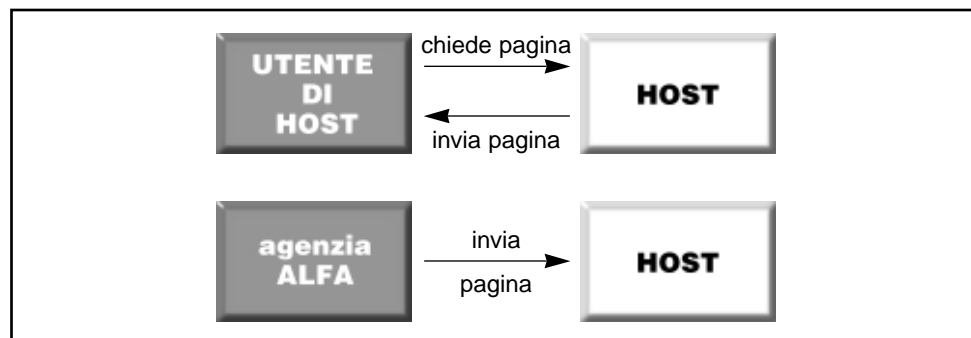 UTENTE
DI
HOST
chiede pagina
invia pagina
HOST
agenzia
ALFA
invia
pagina
HOST